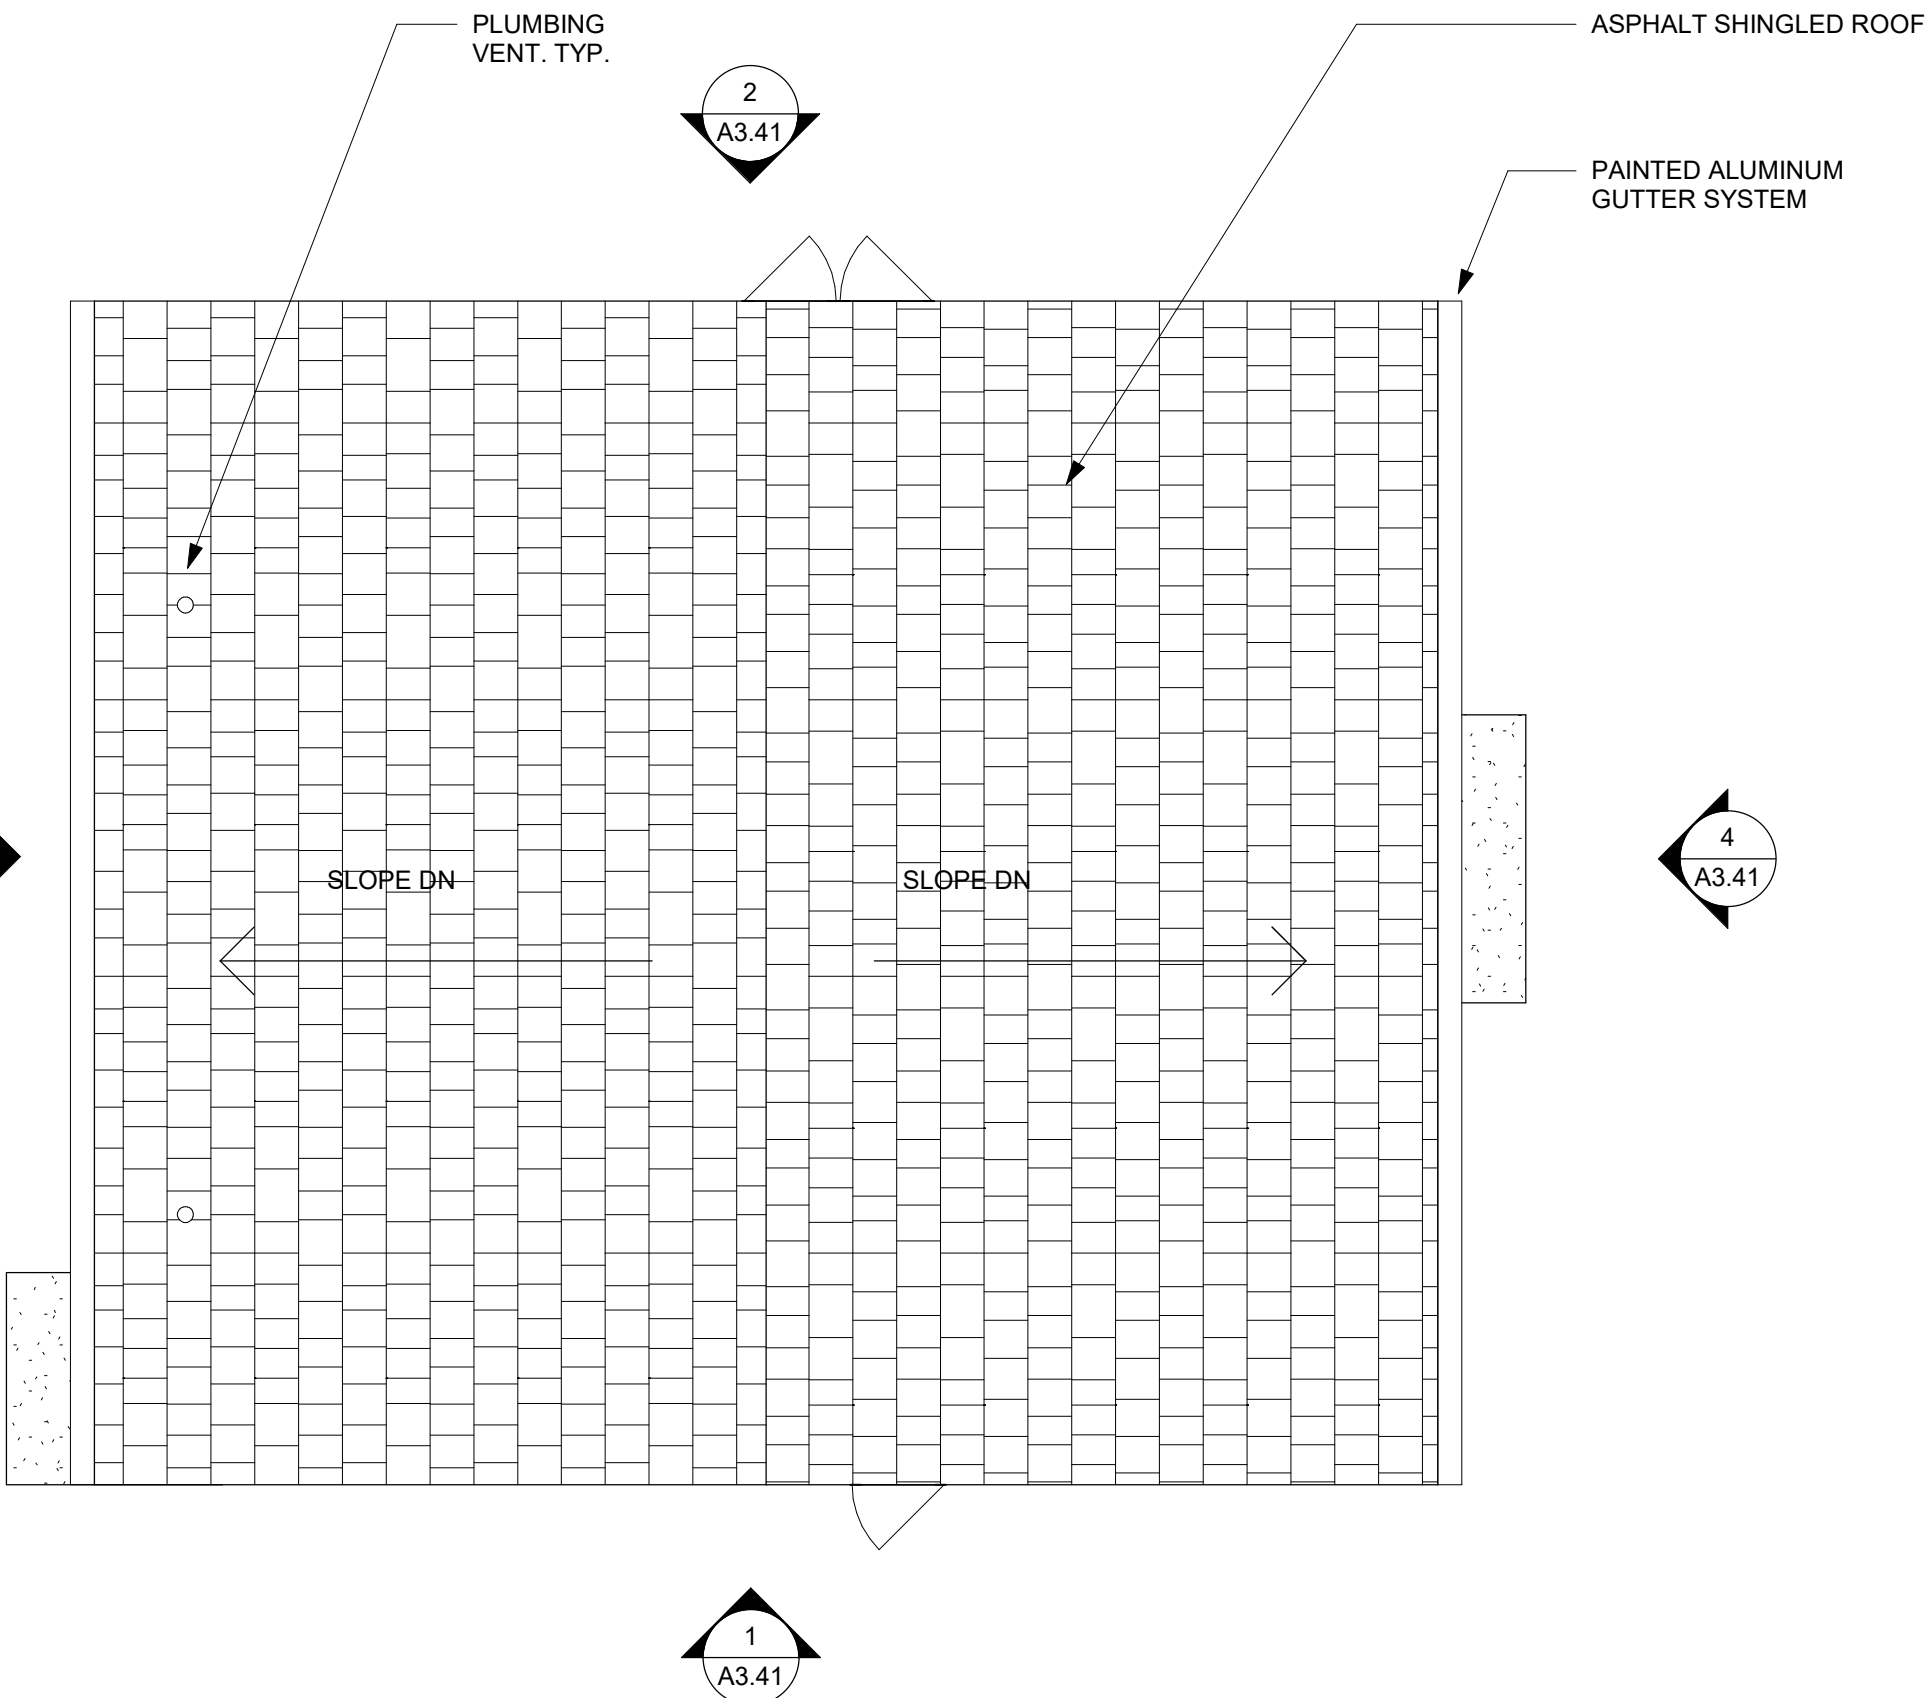 PLUMBING
VENT. TYP.
ASPHALT SHINGLED ROOF
2
A3.41
PAINTED ALUMINUM
GUTTER SYSTEM
SLOPE DN
SLOPE DN
4
A3.41
1
A3.41